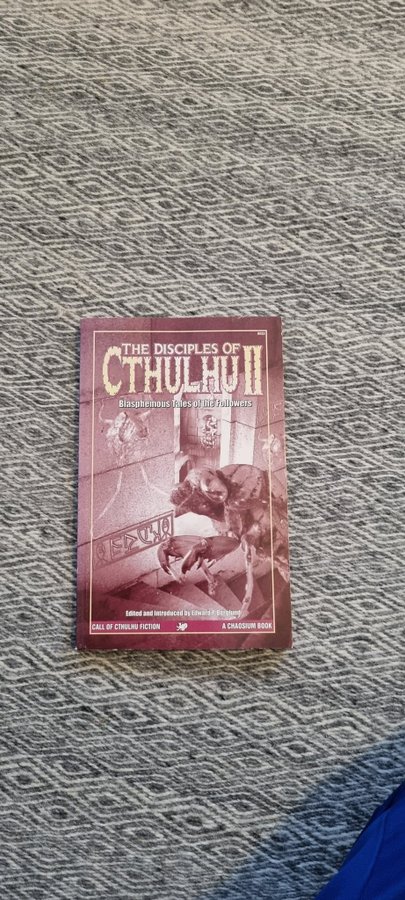 THE DISCIPLES OF
CTHULHU II
Blasphemous Tales of the Followers
Edited and Introduced by Edward P. Berglund
CALL OF CTHULHU FICTION
A CHAOSIUM BOOK